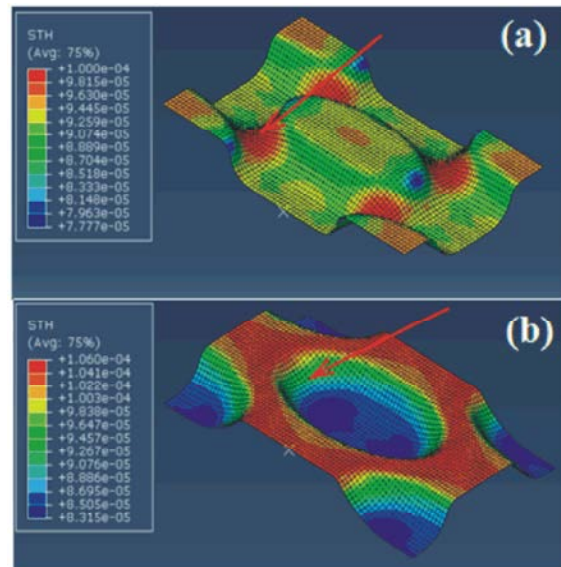 (a)
STH
(Avg: 75%)
+1.000e-04
+9.815e-05
+9.630e-05
+9.445e-05
+9.259e-05
+9.074e-05
+8.889e-05
+8.704e-05
+8.518e-05
+8.333e-05
+8.148e-05
+7.963e-05
+7.777e-05
X
(b)
STH
(Avg: 75%)
+1.060e-04
+1.041e-04
+1.022e-04
+1.003e-04
+9.838e-05
+9.647e-05
+9.457e-05
+9.267e-05
+9.076e-05
+8.886e-05
+8.695e-05
+8.505e-05
+8.315e-05
X